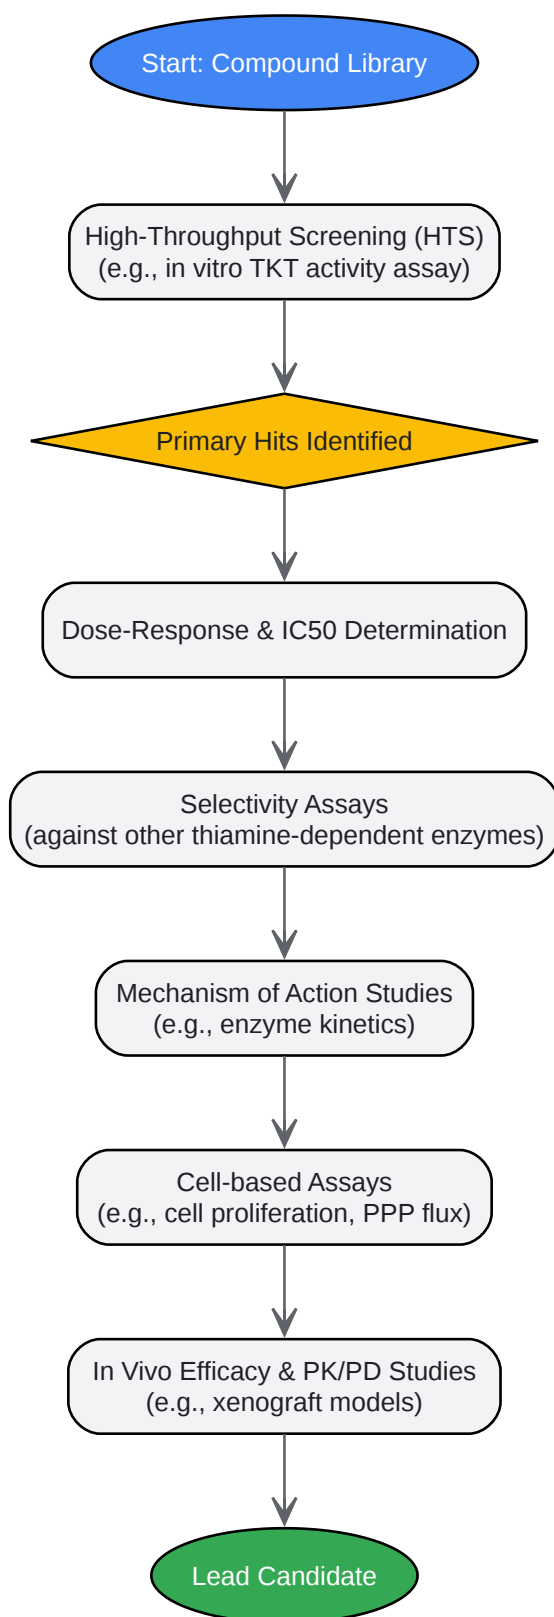 Start: Compound Library
High-Throughput Screening (HTS)
(e.g., in vitro TKT activity assay)
Primary Hits Identified
Dose-Response & IC50 Determination
Selectivity Assays
(against other thiamine-dependent enzymes)
Mechanism of Action Studies
(e.g., enzyme kinetics)
Cell-based Assays
(e.g., cell proliferation, PPP flux)
In Vivo Efficacy & PK/PD Studies
(e.g., xenograft models)
Lead Candidate